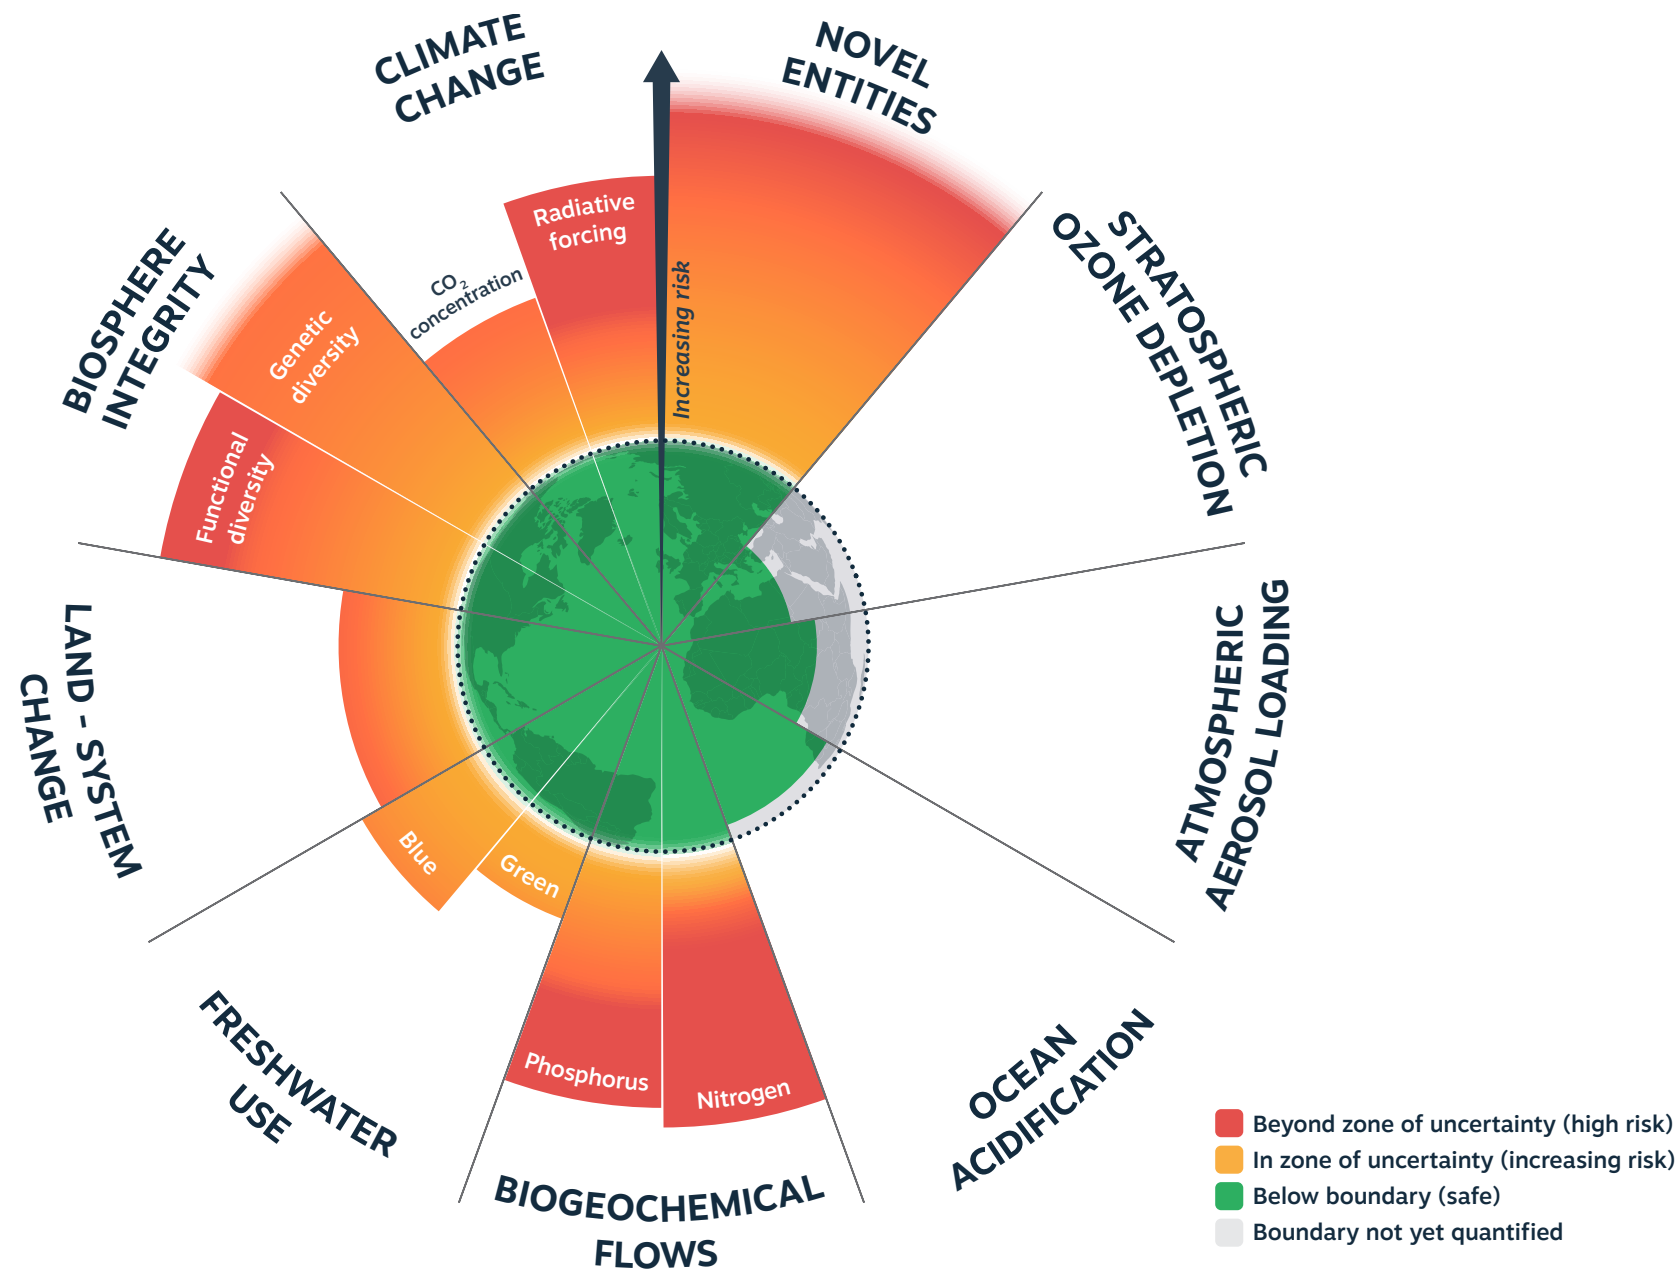 CLIMATE
CHANGE
NOVEL
ENTITIES
STRATOSPHERIC
OZONE DEPLETION
ATMOSPHERIC
AEROSOL LOADING
OCEAN
ACIDIFICATION
BIOGEOCHEMICAL
FLOWS
FRESHWATER
USE
LAND - SYSTEM
CHANGE
BIOSPHERE
INTEGRITY
Radiative
forcing
CO₂
concentration
Increasing risk
Genetic
diversity
Functional
diversity
Blue
Green
Phosphorus
Nitrogen
Beyond zone of uncertainty (high risk)
In zone of uncertainty (increasing risk)
Below boundary (safe)
Boundary not yet quantified